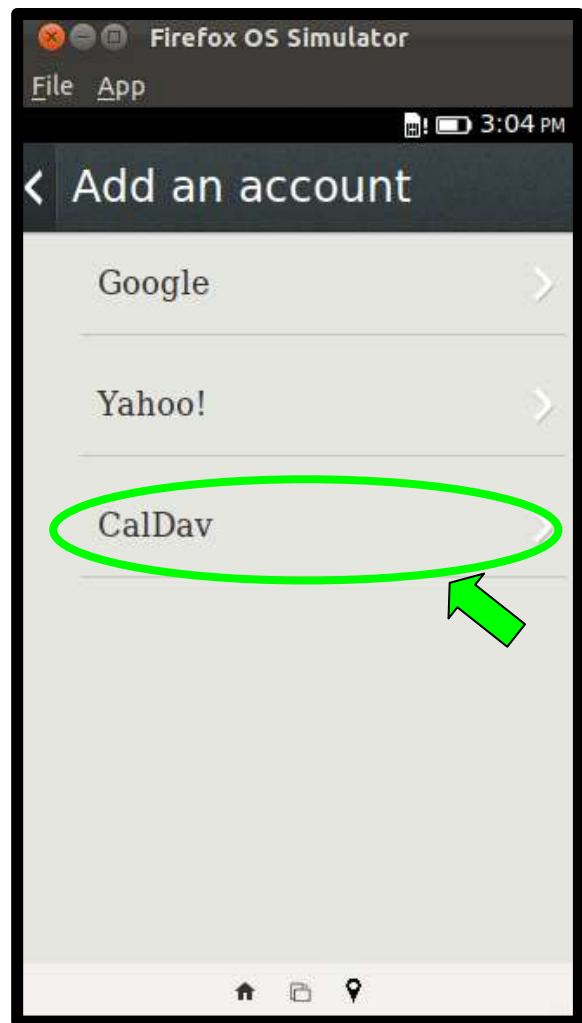 Firefox OS Simulator
File App
3:04 PM
Add an account
Google
Yahoo!
CalDav